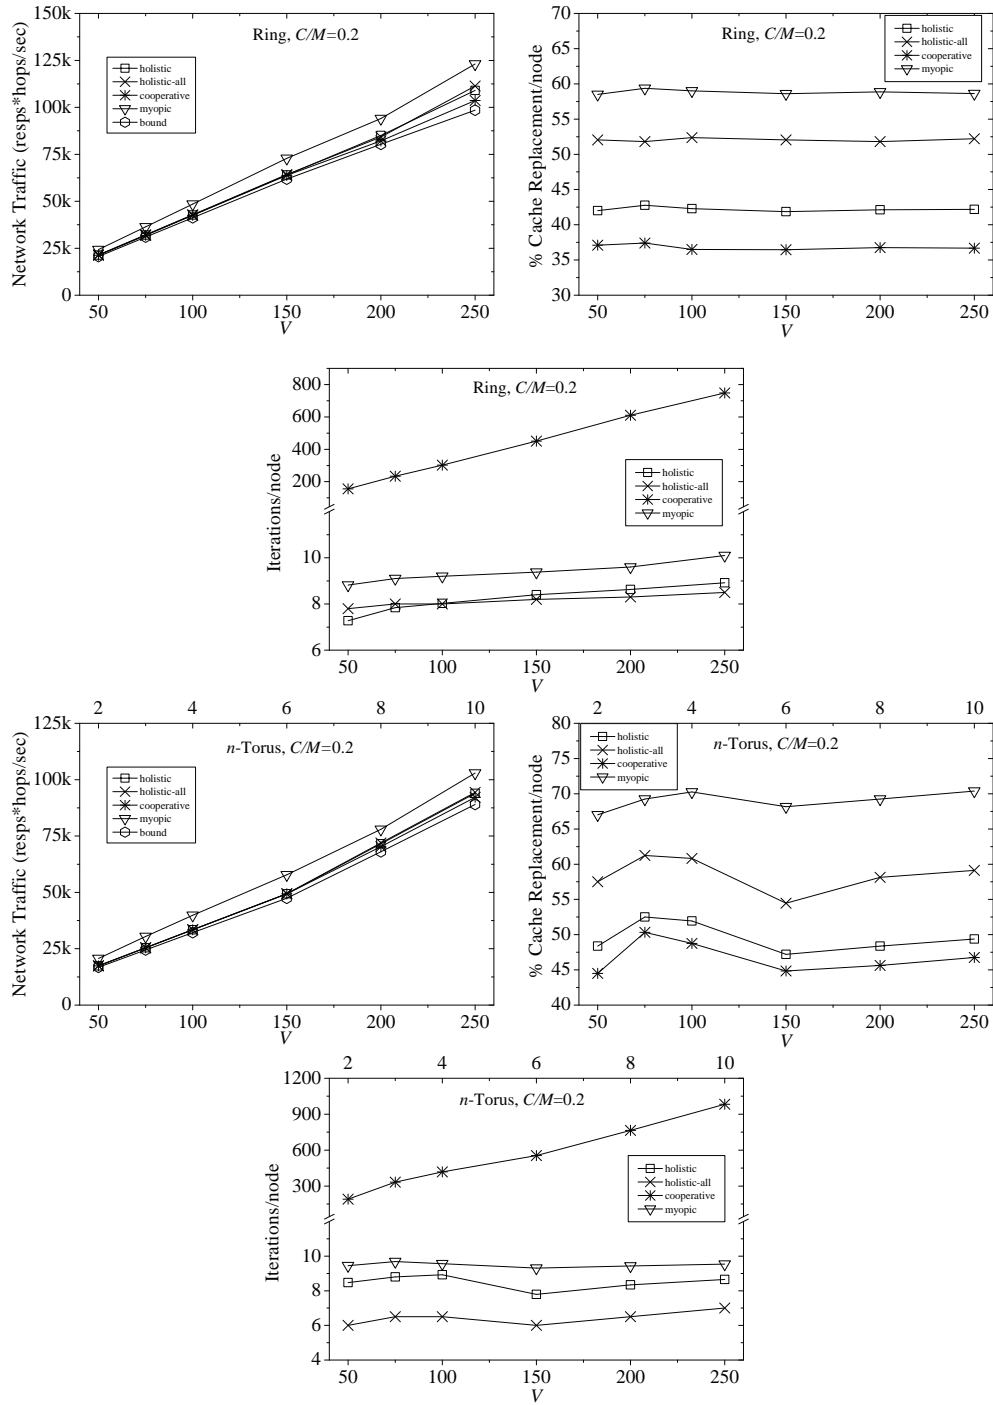 Ring, C/M=0.2
Network Traffic (resps*hops/sec)
150k
125k
100k
75k
50k
25k
0
holistic
holistic-all
cooperative
myopic
bound
50 100 150 200 250
V
Ring, C/M=0.2
% Cache Replacement/node
70
65
60
55
50
45
40
35
30
holistic
holistic-all
cooperative
myopic
50 100 150 200 250
V
Ring, C/M=0.2
Iterations/node
800
600
400
200
10
8
6
holistic
holistic-all
cooperative
myopic
50 100 150 200 250
V
2 4 6 8 10
n-Torus, C/M=0.2
Network Traffic (resps*hops/sec)
125k
100k
75k
50k
25k
0
holistic
holistic-all
cooperative
myopic
bound
50 100 150 200 250
V
2 4 6 8 10
n-Torus, C/M=0.2
% Cache Replacement/node
80
75
70
65
60
55
50
45
40
holistic
holistic-all
cooperative
myopic
50 100 150 200 250
V
2 4 6 8 10
n-Torus, C/M=0.2
Iterations/node
1200
900
600
300
10
8
6
4
holistic
holistic-all
cooperative
myopic
50 100 150 200 250
V